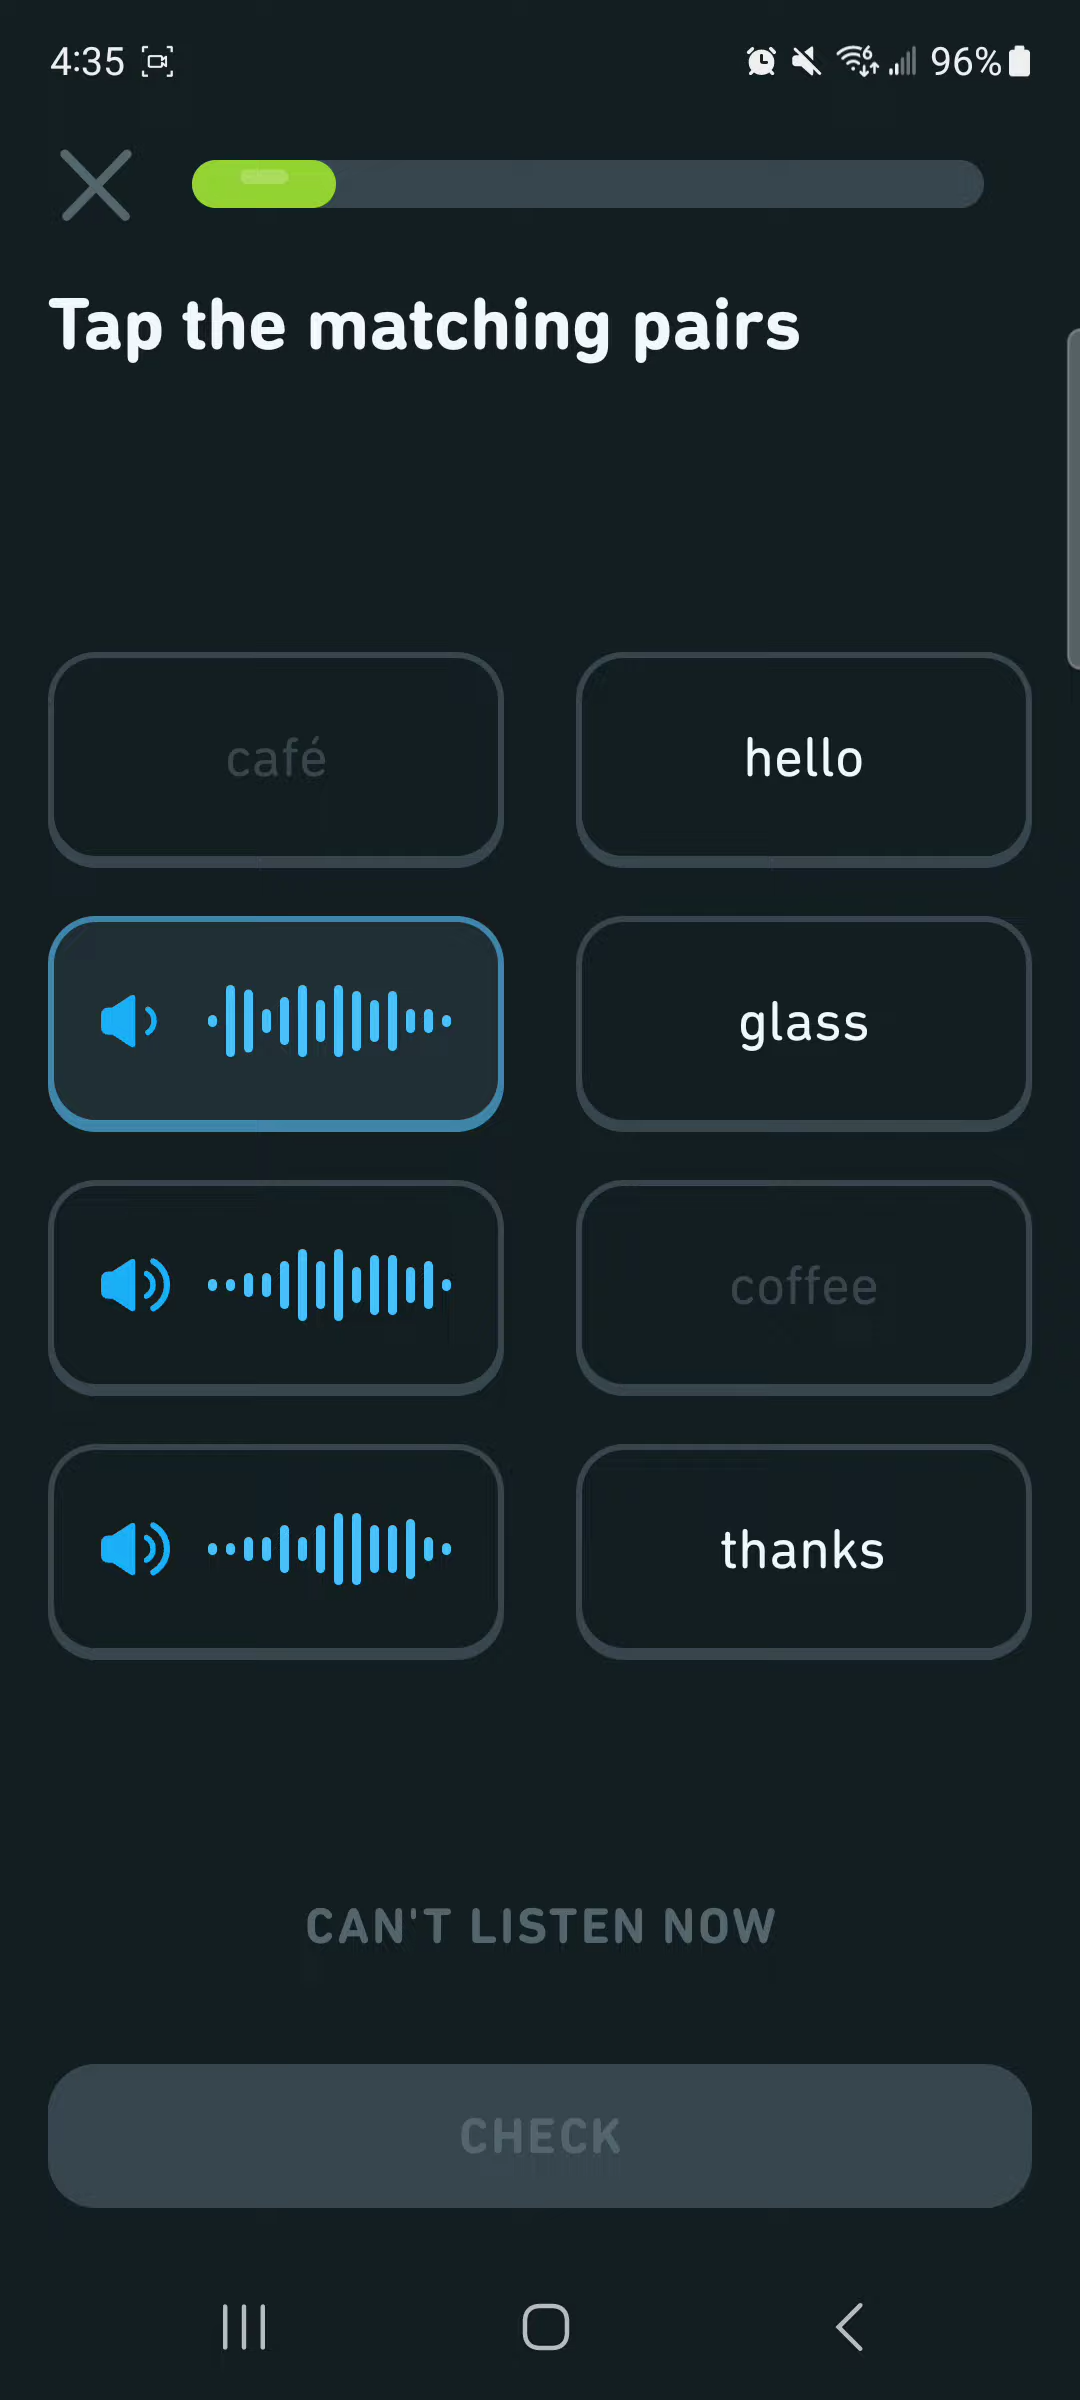 4:35
96%
Tap the matching pairs
café
hello
glass
coffee
thanks
CAN'T LISTEN NOW
CHECK